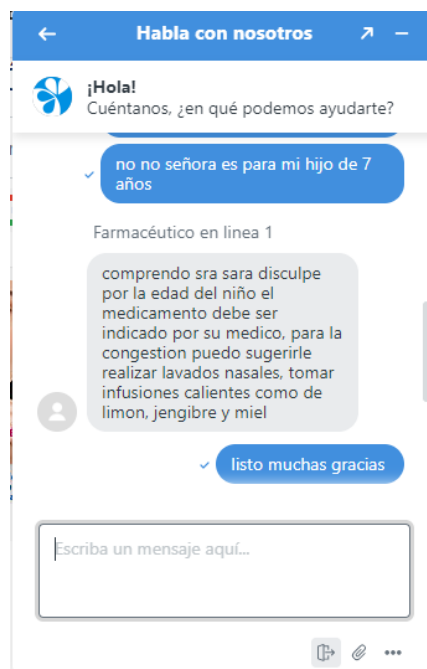 Habla con nosotros
¡Hola!
Cuéntanos, ¿en qué podemos ayudarte?
no no señora es para mi hijo de 7
años
Farmacéutico en linea 1
comprendo sra sara disculpe
por la edad del niño el
medicamento debe ser
indicado por su medico, para la
congestion puedo sugerirle
realizar lavados nasales, tomar
infusiones calientes como de
limon, jengibre y miel
listo muchas gracias
Escriba un mensaje aquí...